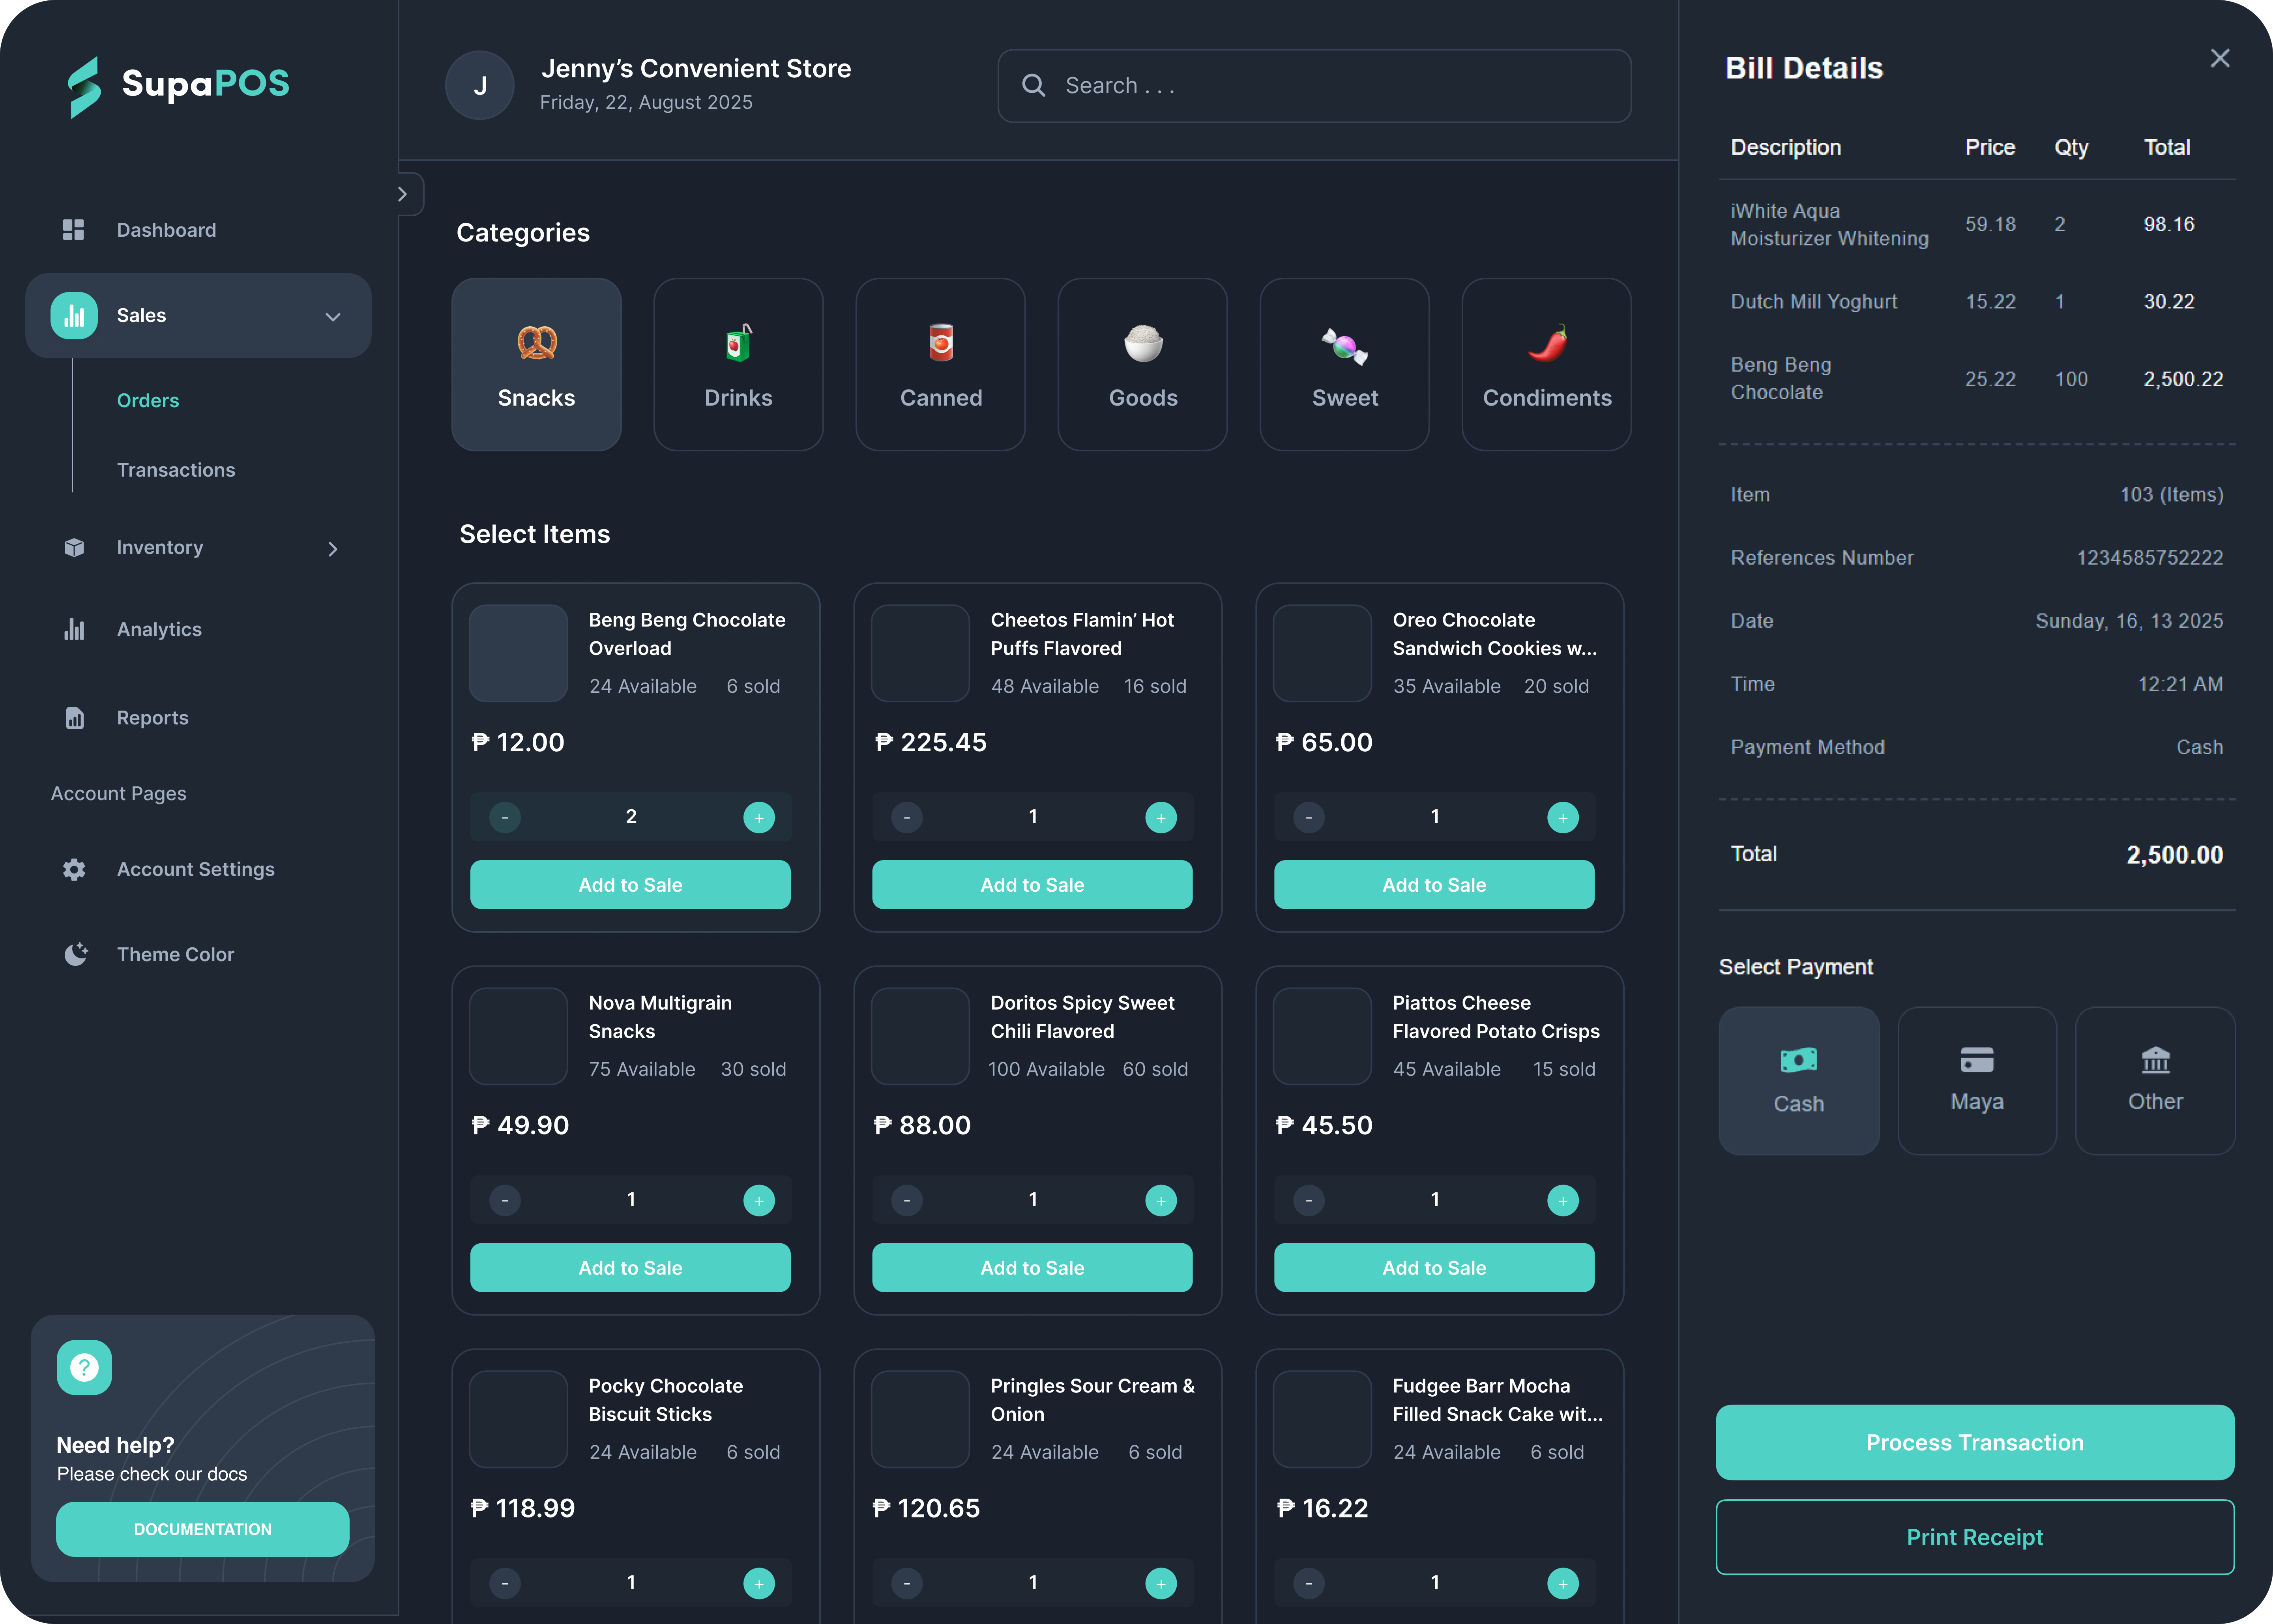 SupaPOS
Dashboard
Sales
Orders
Transactions
Inventory
Analytics
Reports
Account Pages
Account Settings
Theme Color
?
Need help?
Please check our docs
DOCUMENTATION
J
Jenny’s Convenient Store
Friday, 22, August 2025
Search . . .
Categories
Snacks
Drinks
Canned
Goods
Sweet
Condiments
Select Items
Beng Beng Chocolate
Overload
24 Available 6 sold
₱ 12.00
- 2 +
Add to Sale
Cheetos Flamin’ Hot
Puffs Flavored
48 Available 16 sold
₱ 225.45
- 1 +
Add to Sale
Oreo Chocolate
Sandwich Cookies w...
35 Available 20 sold
₱ 65.00
- 1 +
Add to Sale
Nova Multigrain
Snacks
75 Available 30 sold
₱ 49.90
- 1 +
Add to Sale
Doritos Spicy Sweet
Chili Flavored
100 Available 60 sold
₱ 88.00
- 1 +
Add to Sale
Piattos Cheese
Flavored Potato Crisps
45 Available 15 sold
₱ 45.50
- 1 +
Add to Sale
Pocky Chocolate
Biscuit Sticks
24 Available 6 sold
₱ 118.99
- 1 +
Pringles Sour Cream &
Onion
24 Available 6 sold
₱ 120.65
- 1 +
Fudgee Barr Mocha
Filled Snack Cake wit...
24 Available 6 sold
₱ 16.22
- 1 +
Bill Details
Description Price Qty Total
iWhite Aqua
Moisturizer Whitening 59.18 2 98.16
Dutch Mill Yoghurt 15.22 1 30.22
Beng Beng
Chocolate 25.22 100 2,500.22
Item 103 (Items)
References Number 1234585752222
Date Sunday, 16, 13 2025
Time 12:21 AM
Payment Method Cash
Total 2,500.00
Select Payment
Cash
Maya
Other
Process Transaction
Print Receipt